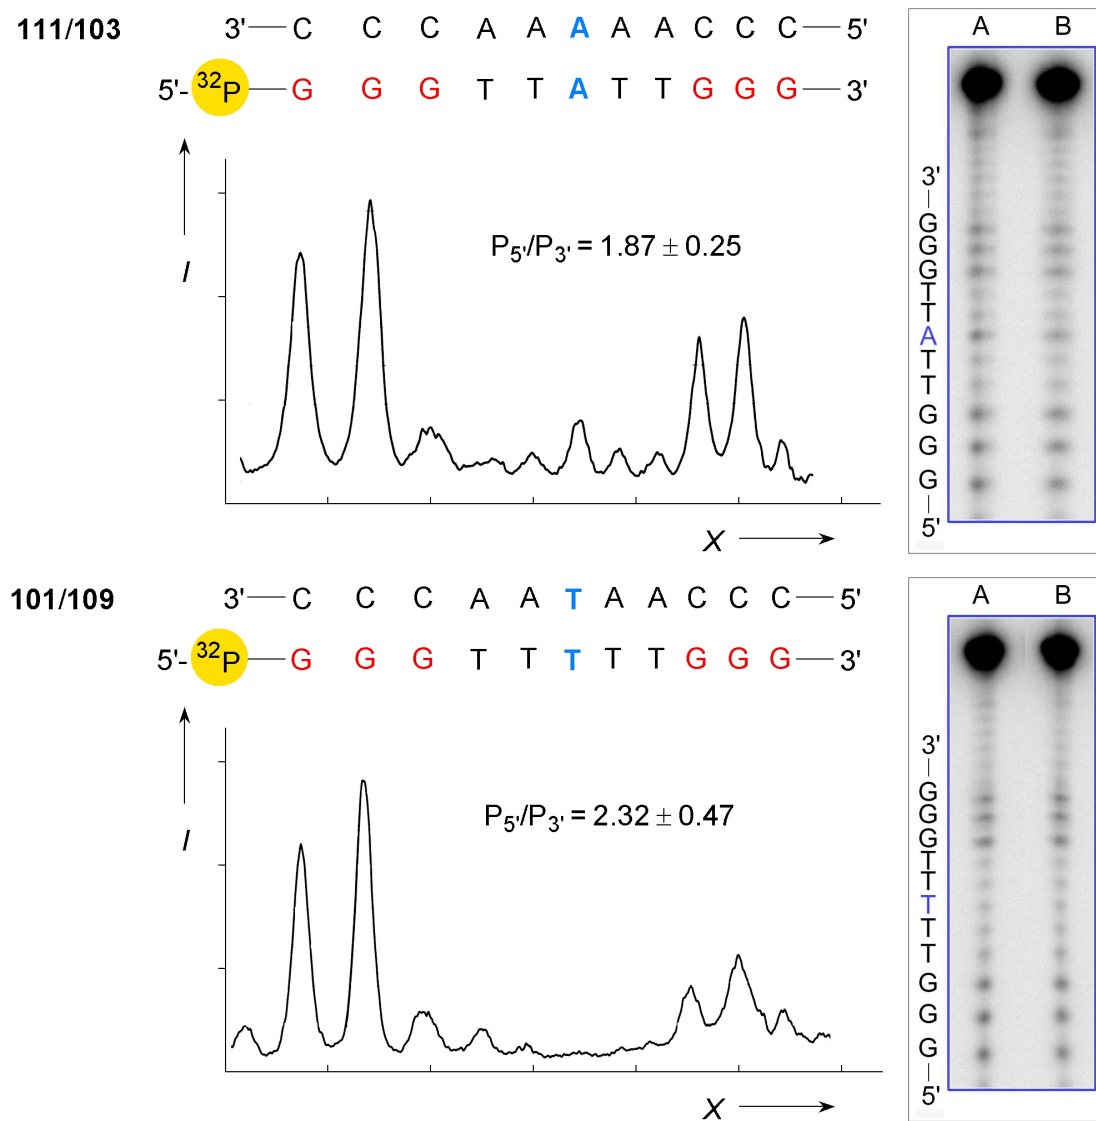 111/103
3'—C C C A A A A A C C C—5'
5'-³²P—G G G T T A T T G G G—3'
P5'/P3' = 1.87 ± 0.25
I
X
A B
3'
G
G
G
T
T
A
T
T
G
G
G
5'
101/109
3'—C C C A A T A A C C C—5'
5'-³²P—G G G T T T T T G G G—3'
P5'/P3' = 2.32 ± 0.47
I
X
A B
3'
G
G
G
T
T
T
T
T
G
G
G
5'